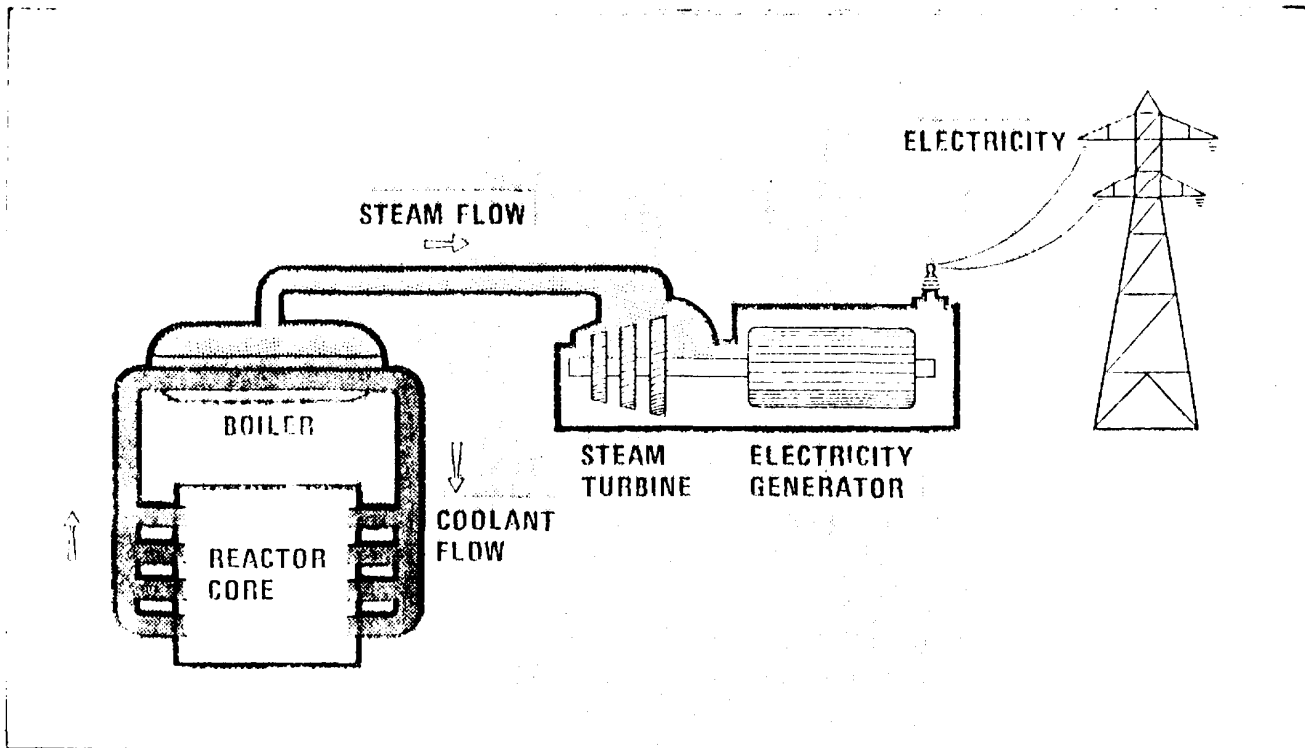 ELECTRICITY
STEAM FLOW
BOILER
STEAM
TURBINE
ELECTRICITY
GENERATOR
COOLANT
FLOW
REACTOR
CORE